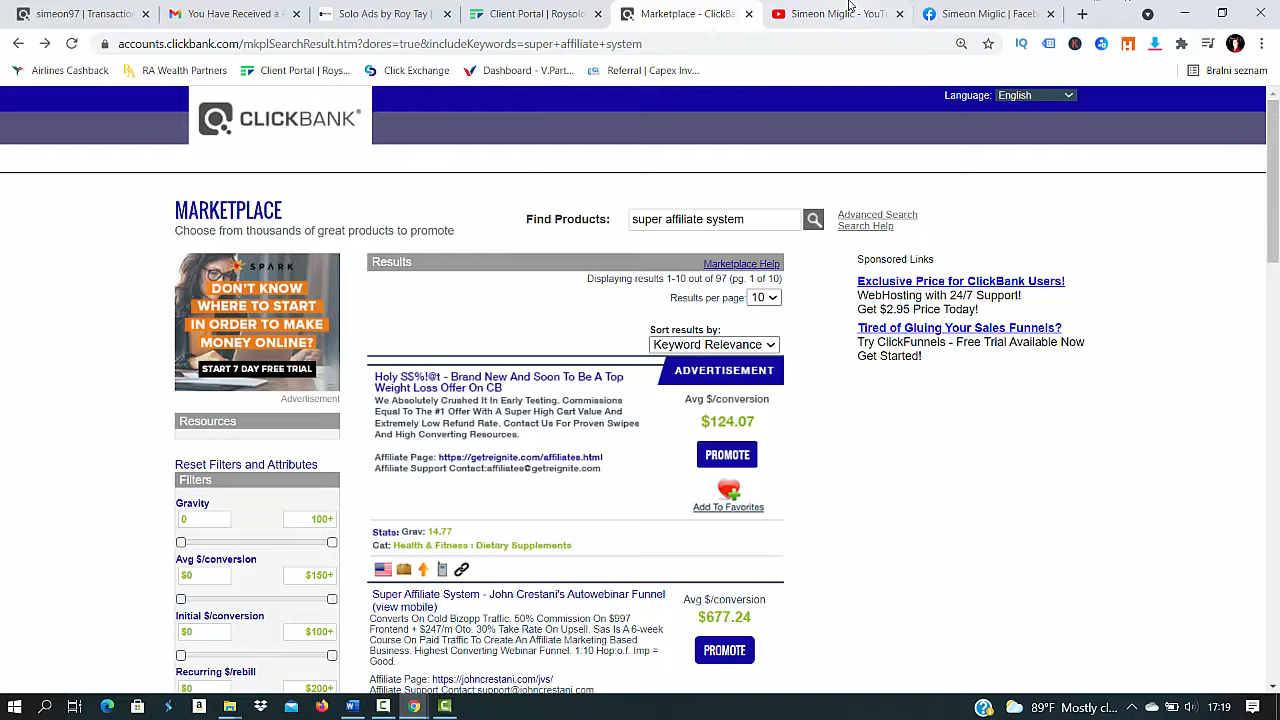 simeon97 | Transaction:
You Have Received a
Solo Ads by Roy Tay
Client Portal | Roysolo
Marketplace - ClickBa
Simeon Miglic - YouT
Simeon Miglic | Faceb
accounts.clickbank.com/mkplSearchResult.htm?dores=true&includeKeywords=super+affiliate+system
Airlines Cashback
RA Wealth Partners
Client Portal | Roys...
Click Exchange
Dashboard - V.Part...
Referral | Capex Inv...
Bralni seznam
CLICKBANK®
Language: English
MARKETPLACE
Choose from thousands of great products to promote
Find Products: super affiliate system
Advanced Search
Search Help
SPARK
DON'T KNOW
WHERE TO START
IN ORDER TO MAKE
MONEY ONLINE?
START 7 DAY FREE TRIAL
Advertisement
Resources
Reset Filters and Attributes
Filters
Gravity
0 100+
Avg $/conversion
$0 $150+
Initial $/conversion
$0 $100+
Recurring $/rebill
$0 $200+
Results Marketplace Help
Displaying results 1-10 out of 97 (pg. 1 of 10)
Results per page: 10
Sort results by:
Keyword Relevance
ADVERTISEMENT
Holy S$%!@t - Brand New And Soon To Be A Top
Weight Loss Offer On CB
We Absolutely Crushed It In Early Testing. Commissions
Equal To The #1 Offer With A Super High Cart Value And
Extremely Low Refund Rate. Contact Us For Proven Swipes
And High Converting Resources.
Affiliate Page: https://getreignite.com/affiliates.html
Affiliate Support Contact:affiliates@getreignite.com
Avg $/conversion
$124.07
PROMOTE
Add To Favorites
Stats: Grav: 14.77
Cat: Health & Fitness : Dietary Supplements
Super Affiliate System - John Crestani's Autowebinar Funnel
(view mobile)
Converts On Cold Bizopp Traffic. 50% Commission On $997
Frontend + $247/m Oto. 30% Take Rate On Upsell. Sas Is A 6-week
Course On Paid Traffic To Create An Affiliate Marketing Based
Business. Highest Converting Webinar Funnel. 1:10 Hop:o.f. Imp =
Good.
Affiliate Page: https://johncrestani.com/jvs/
Affiliate Support Contact:support@johncrestani.com
Avg $/conversion
$677.24
PROMOTE
Sponsored Links
Exclusive Price for ClickBank Users!
WebHosting with 24/7 Support!
Get $2.95 Price Today!
Tired of Gluing Your Sales Funnels?
Try ClickFunnels - Free Trial Available Now
Get Started!
89°F Mostly cl...
17:19